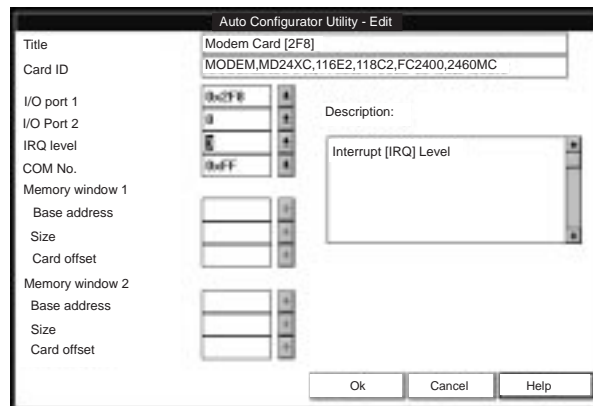 Auto Configurator Utility - Edit
Title Modem Card [2F8]
Card ID MODEM,MD24XC,116E2,118C2,FC2400,2460MC
I/O port 1 0x2F8
I/O Port 2 0
IRQ level
COM No. 0xFF
Description:
Interrupt [IRQ] Level
Memory window 1
Base address
Size
Card offset
Memory window 2
Base address
Size
Card offset
Ok Cancel Help